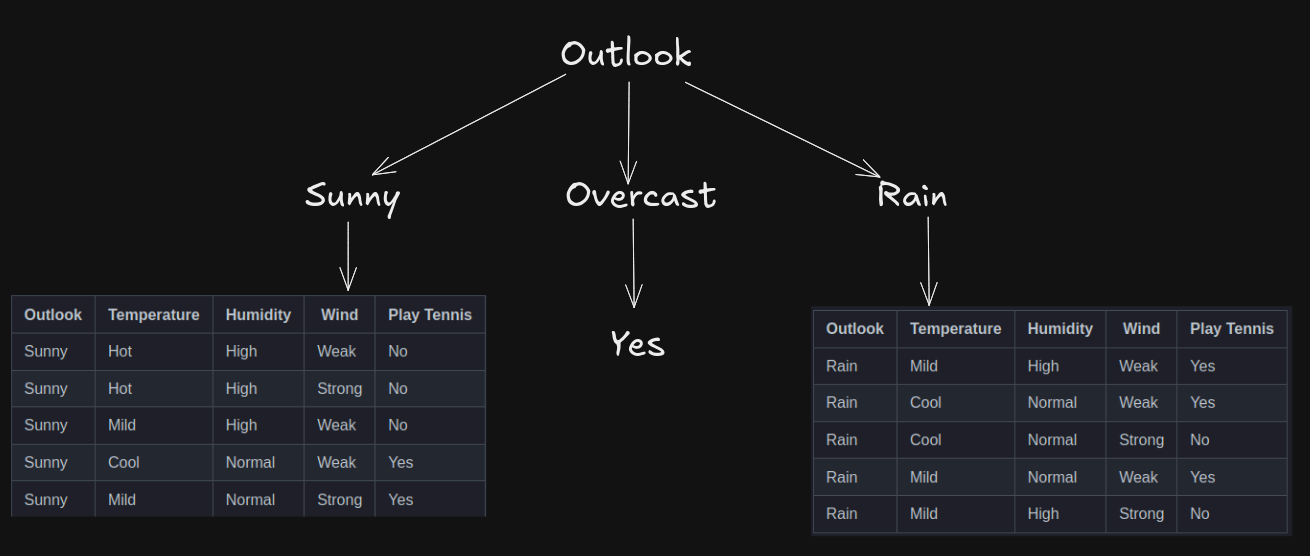 Outlook
Sunny Overcast Rain
Yes
Outlook Temperature Humidity Wind Play Tennis
Sunny Hot High Weak No
Sunny Hot High Strong No
Sunny Mild High Weak No
Sunny Cool Normal Weak Yes
Sunny Mild Normal Strong Yes
Outlook Temperature Humidity Wind Play Tennis
Rain Mild High Weak Yes
Rain Cool Normal Weak Yes
Rain Cool Normal Strong No
Rain Mild Normal Weak Yes
Rain Mild High Strong No